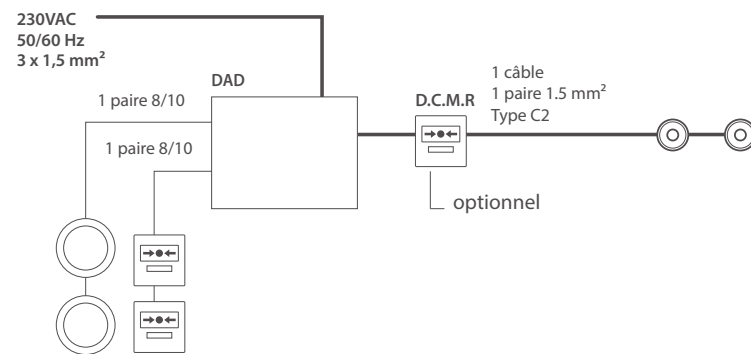 230VAC
50/60 Hz
3 x 1,5 mm²
DAD
1 paire 8/10
1 paire 8/10
D.C.M.R
1 câble
1 paire 1.5 mm²
Type C2
optionnel